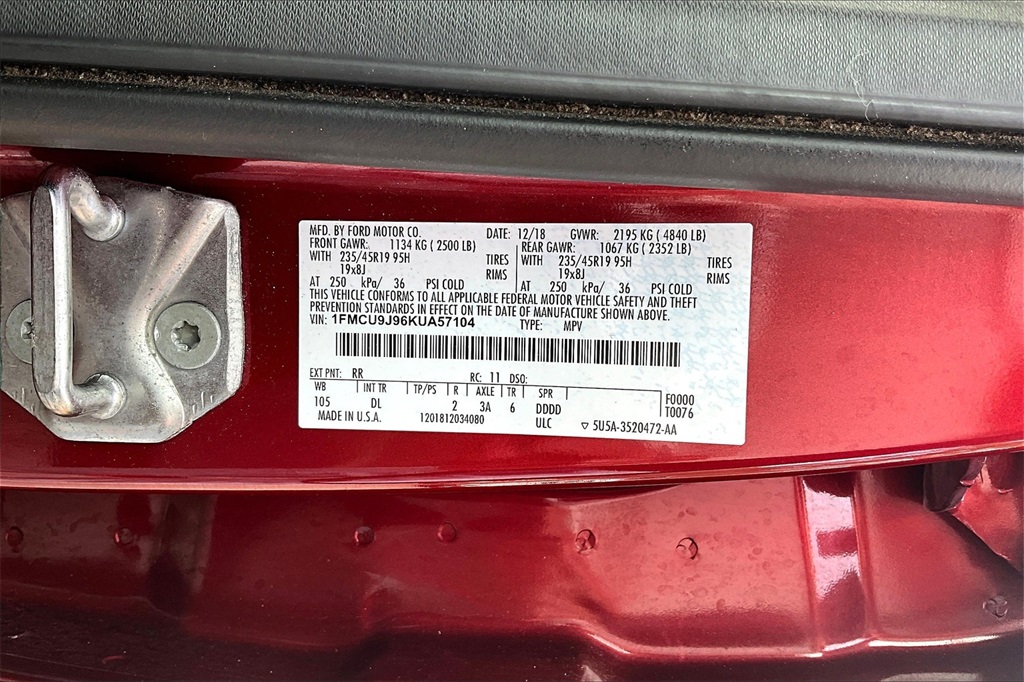 MFD. BY FORD MOTOR CO. DATE: 12/18 GVWR: 2195 KG ( 4840 LB)
FRONT GAWR: 1134 KG ( 2500 LB) REAR GAWR: 1067 KG ( 2352 LB)
WITH 235/45R19 95H TIRES WITH 235/45R19 95H TIRES
19x8J RIMS 19x8J RIMS
AT 250 kPa/ 36 PSI COLD AT 250 kPa/ 36 PSI COLD
THIS VEHICLE CONFORMS TO ALL APPLICABLE FEDERAL MOTOR VEHICLE SAFETY AND THEFT
PREVENTION STANDARDS IN EFFECT ON THE DATE OF MANUFACTURE SHOWN ABOVE.
VIN: 1FMCU9J96KUA57104 TYPE: MPV
EXT PNT: RR RC: 11 DSO:
WB INT TR TP/PS R AXLE TR SPR F0000
105 DL 2 3A 6 DDDD T0076
MADE IN U.S.A. 1201812034080 ULC ▽ 5U5A-3520472-AA